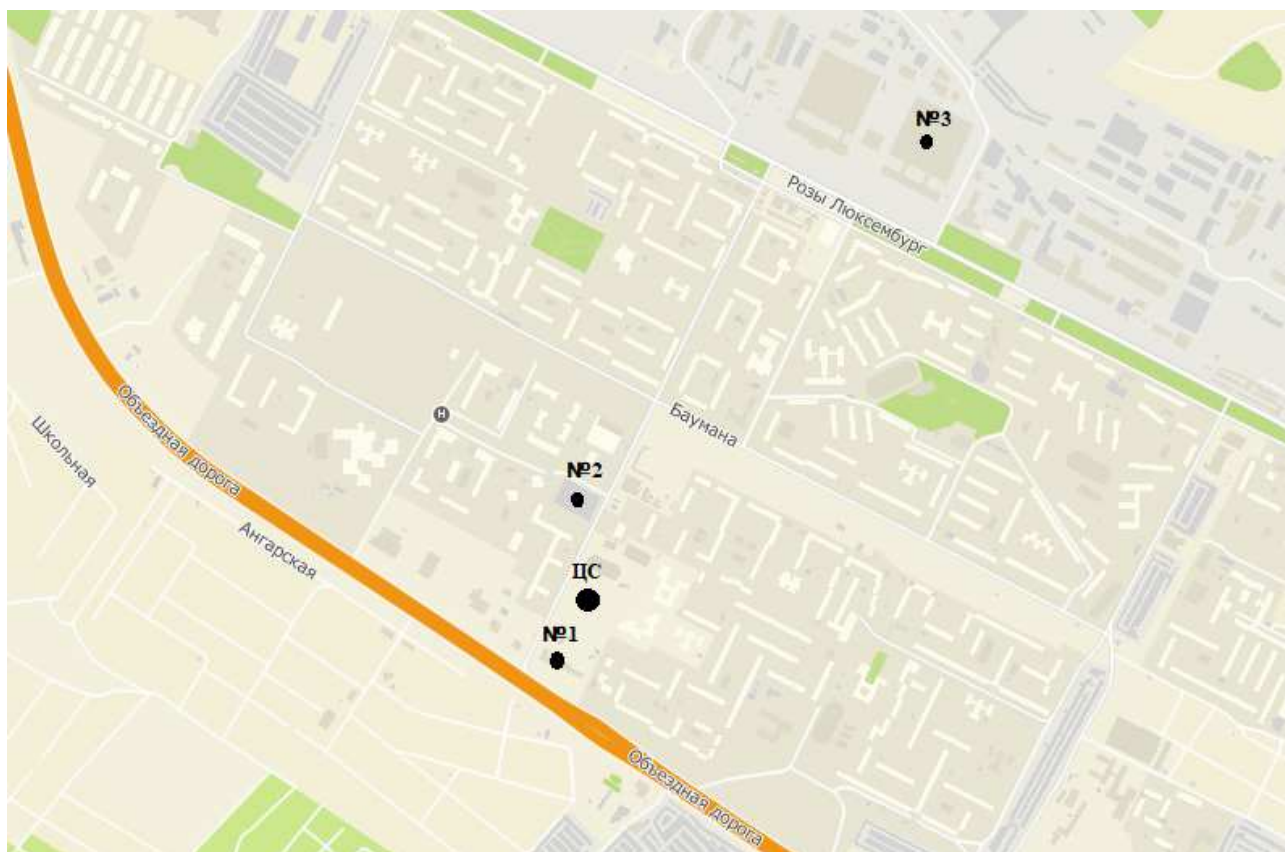 №3
Розы Люксембург
Баумана
Объездная дорога
Школьная
H
№2
Ангарская
ЦС
№1
Объездная дорога